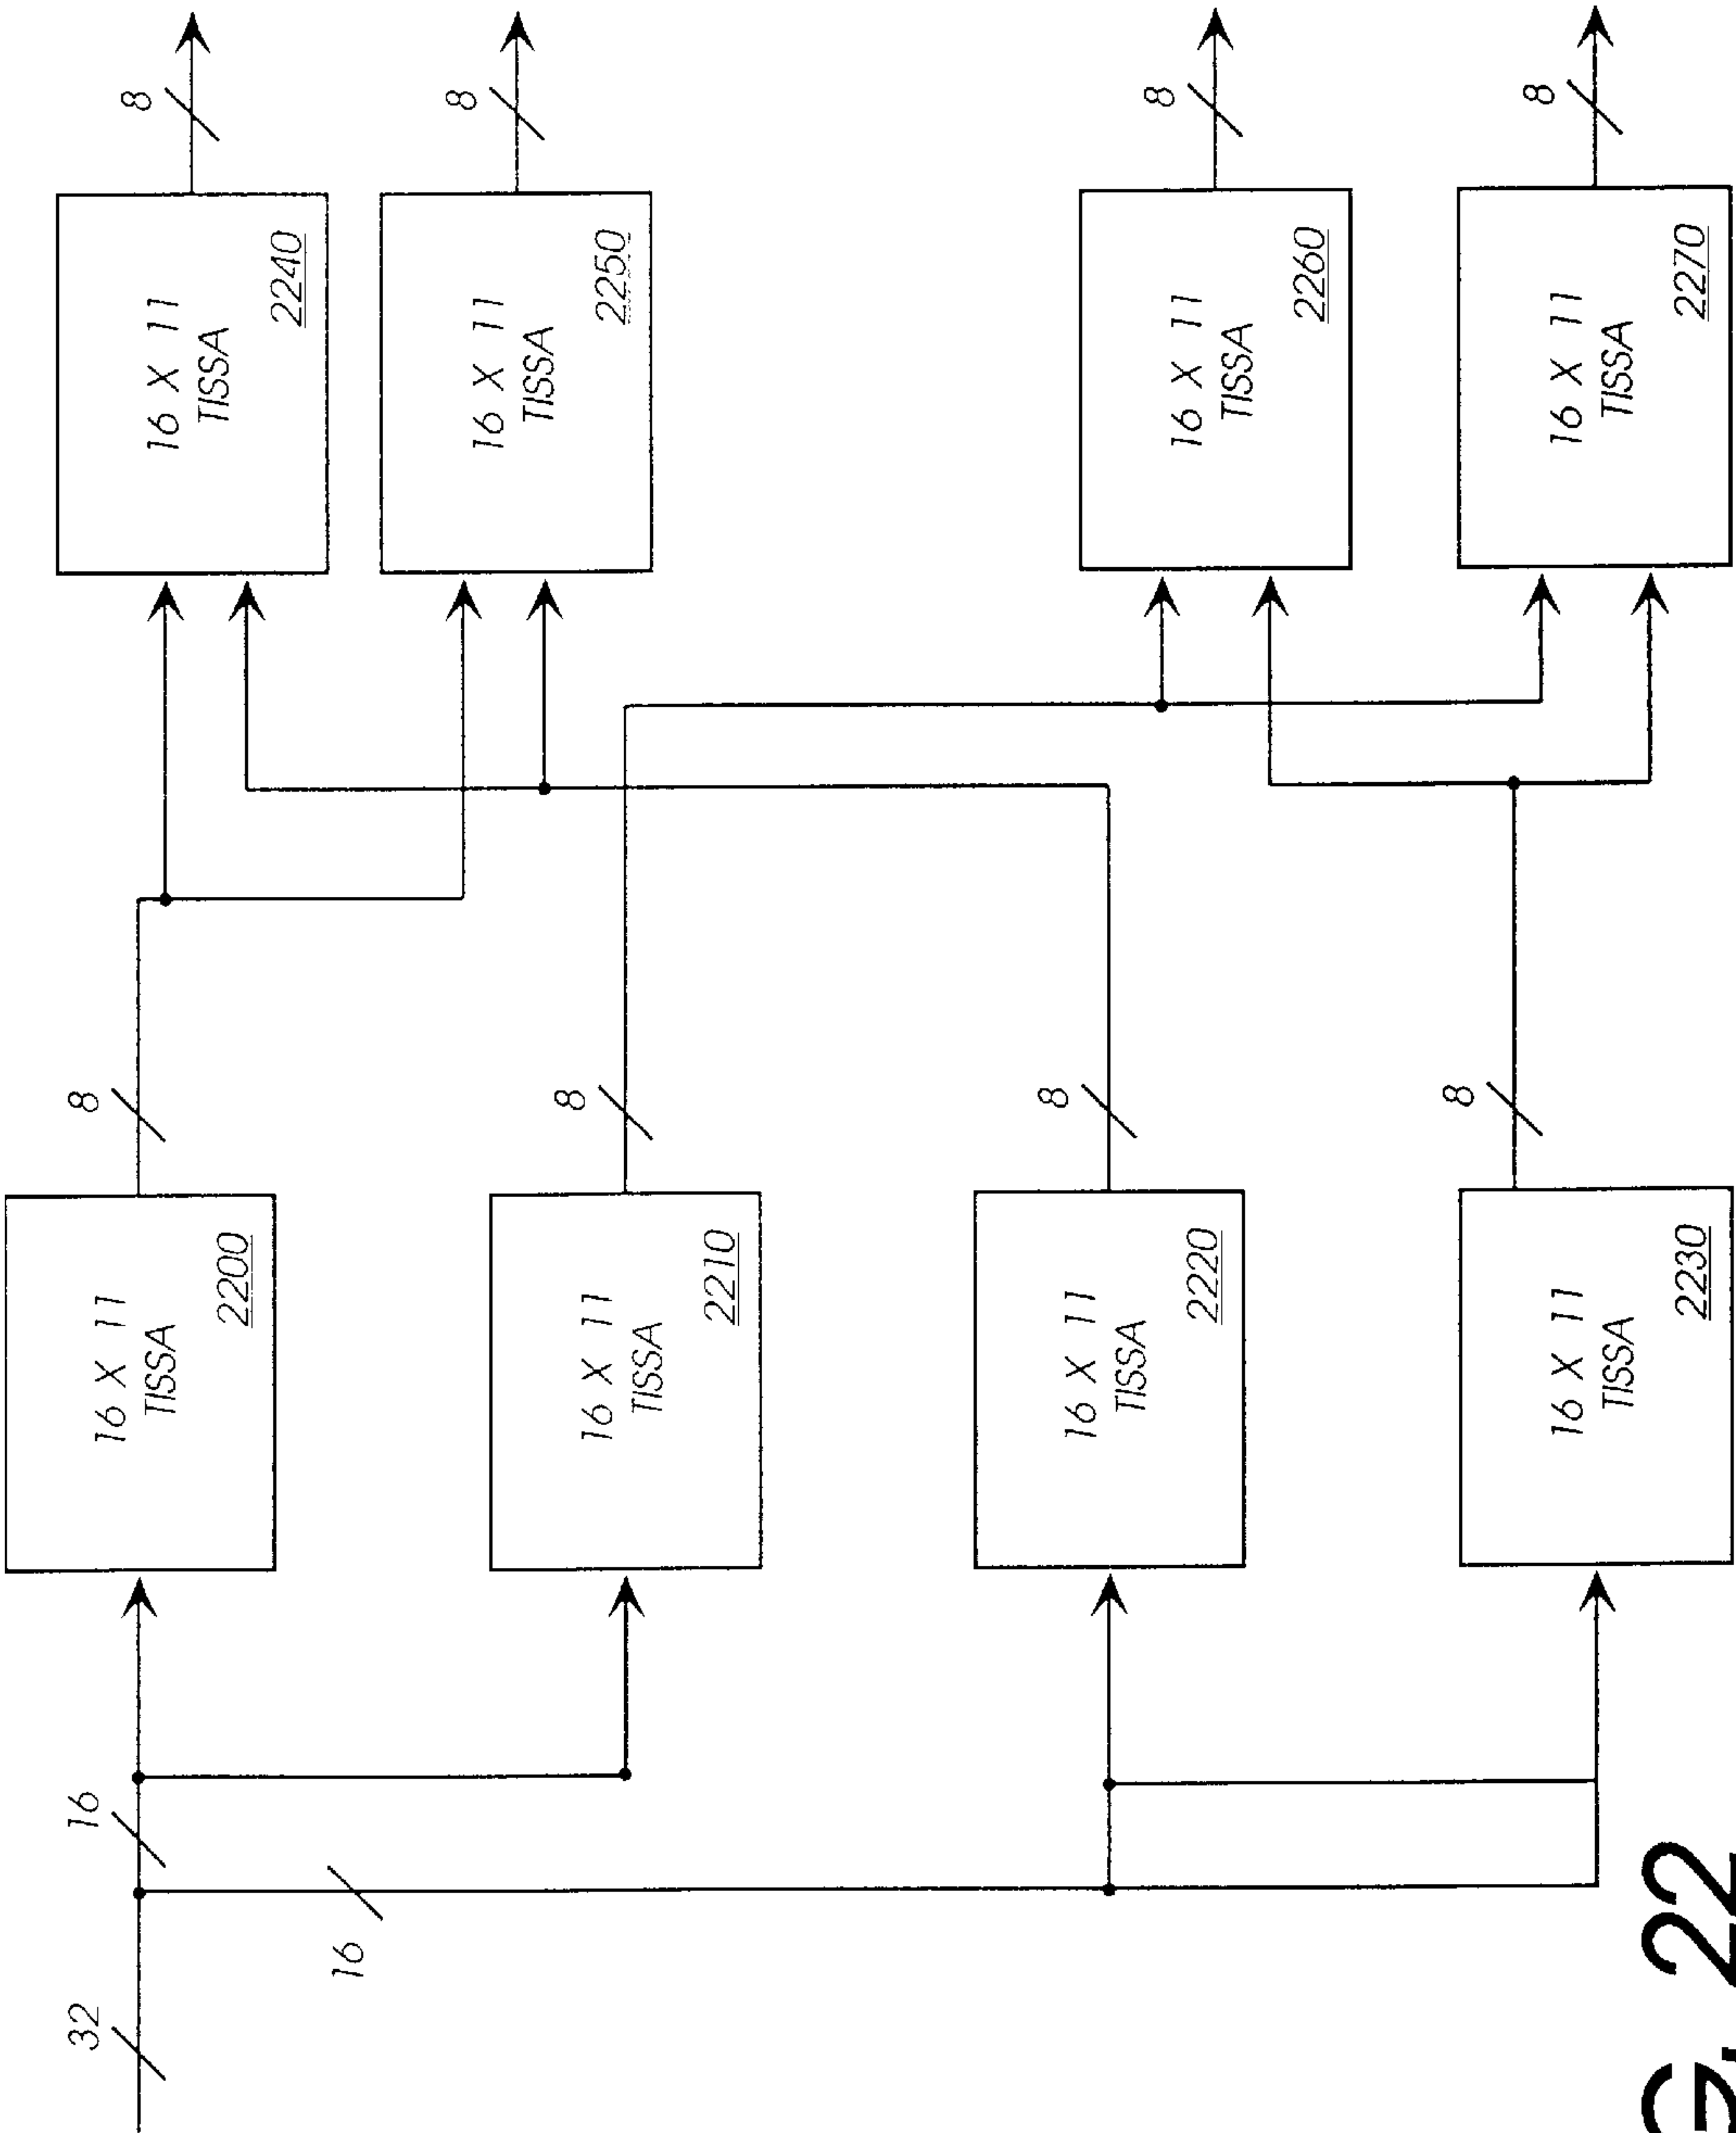 32
16
16
16 X 11
TISSA
2200
8
16 X 11
TISSA
2210
8
16 X 11
TISSA
2220
8
16 X 11
TISSA
2230
8
16 X 11
TISSA
2240
8
16 X 11
TISSA
2250
8
16 X 11
TISSA
2260
8
16 X 11
TISSA
2270
8
G. 22